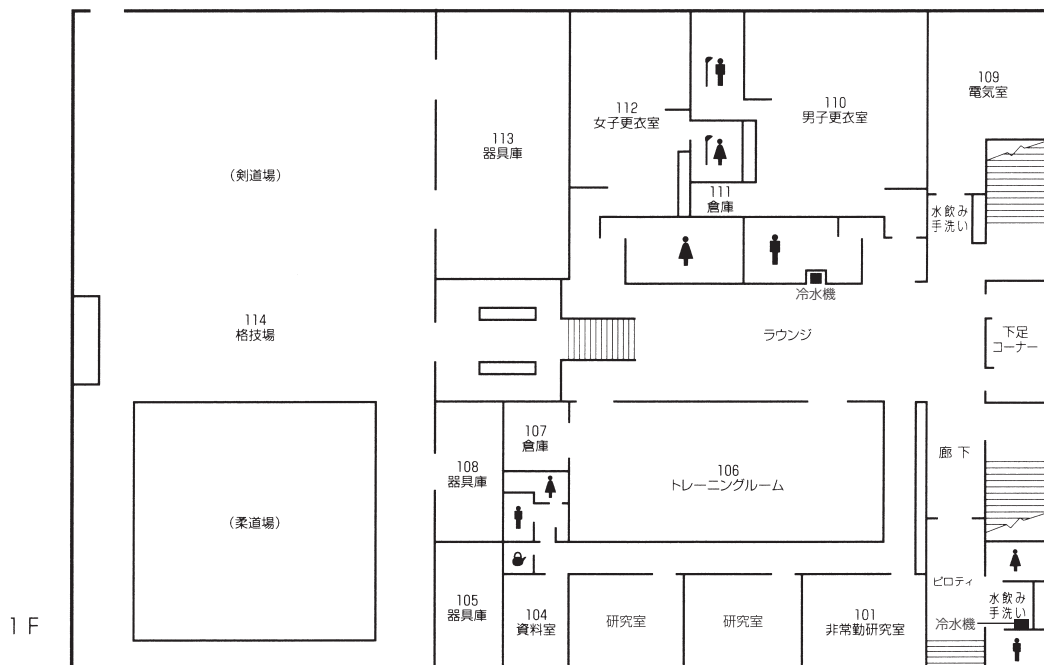 109
電気室
112
女子更衣室
110
男子更衣室
113
器具庫
(剣道場)
111
倉庫
水飲み
手洗い
冷水機
114
格技場
ラウンジ
下足
コーナー
107
倉庫
廊下
108
器具庫
106
トレーニングルーム
(柔道場)
ピロティ
105
器具庫
104
資料室
研究室
研究室
101
非常勤研究室
水飲み
手洗い
冷水機
1F